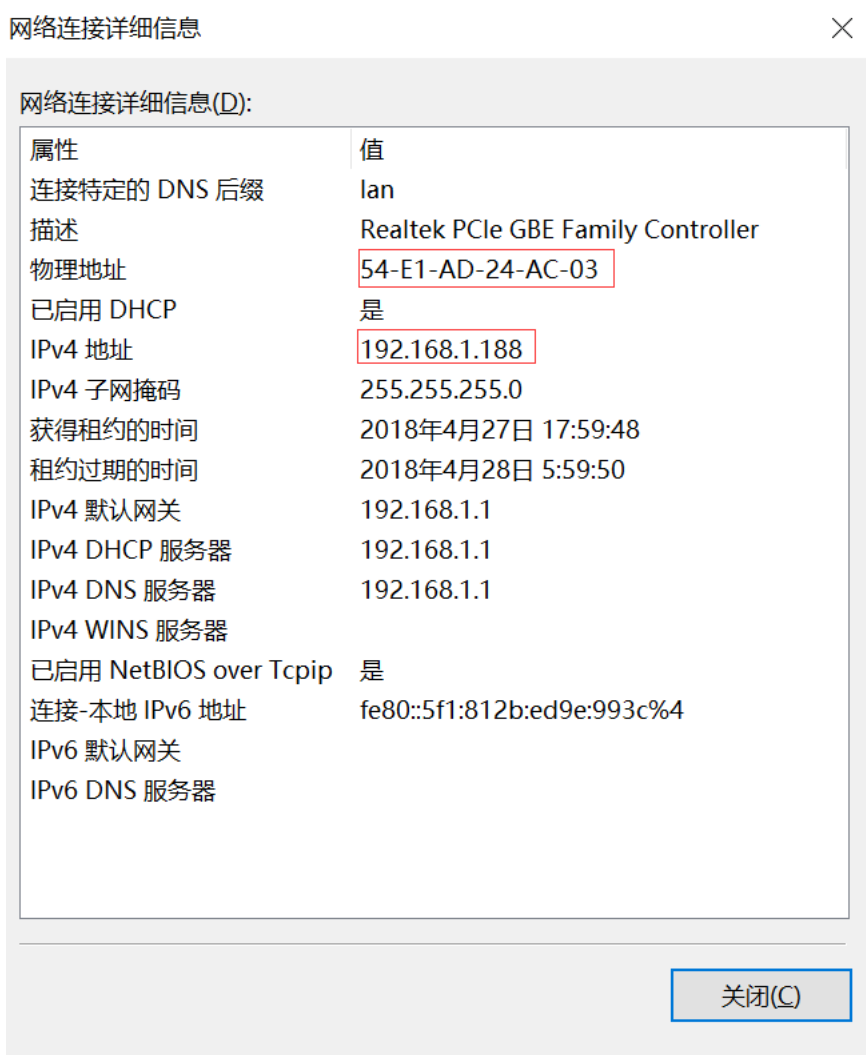 网络连接详细信息
网络连接详细信息(D):
属性 值
连接特定的 DNS 后缀 lan
描述 Realtek PCIe GBE Family Controller
物理地址 54-E1-AD-24-AC-03
已启用 DHCP 是
IPv4 地址 192.168.1.188
IPv4 子网掩码 255.255.255.0
获得租约的时间 2018年4月27日 17:59:48
租约过期的时间 2018年4月28日 5:59:50
IPv4 默认网关 192.168.1.1
IPv4 DHCP 服务器 192.168.1.1
IPv4 DNS 服务器 192.168.1.1
IPv4 WINS 服务器
已启用 NetBIOS over Tcpip 是
连接-本地 IPv6 地址 fe80::5f1:812b:ed9e:993c%4
IPv6 默认网关
IPv6 DNS 服务器
关闭(C)